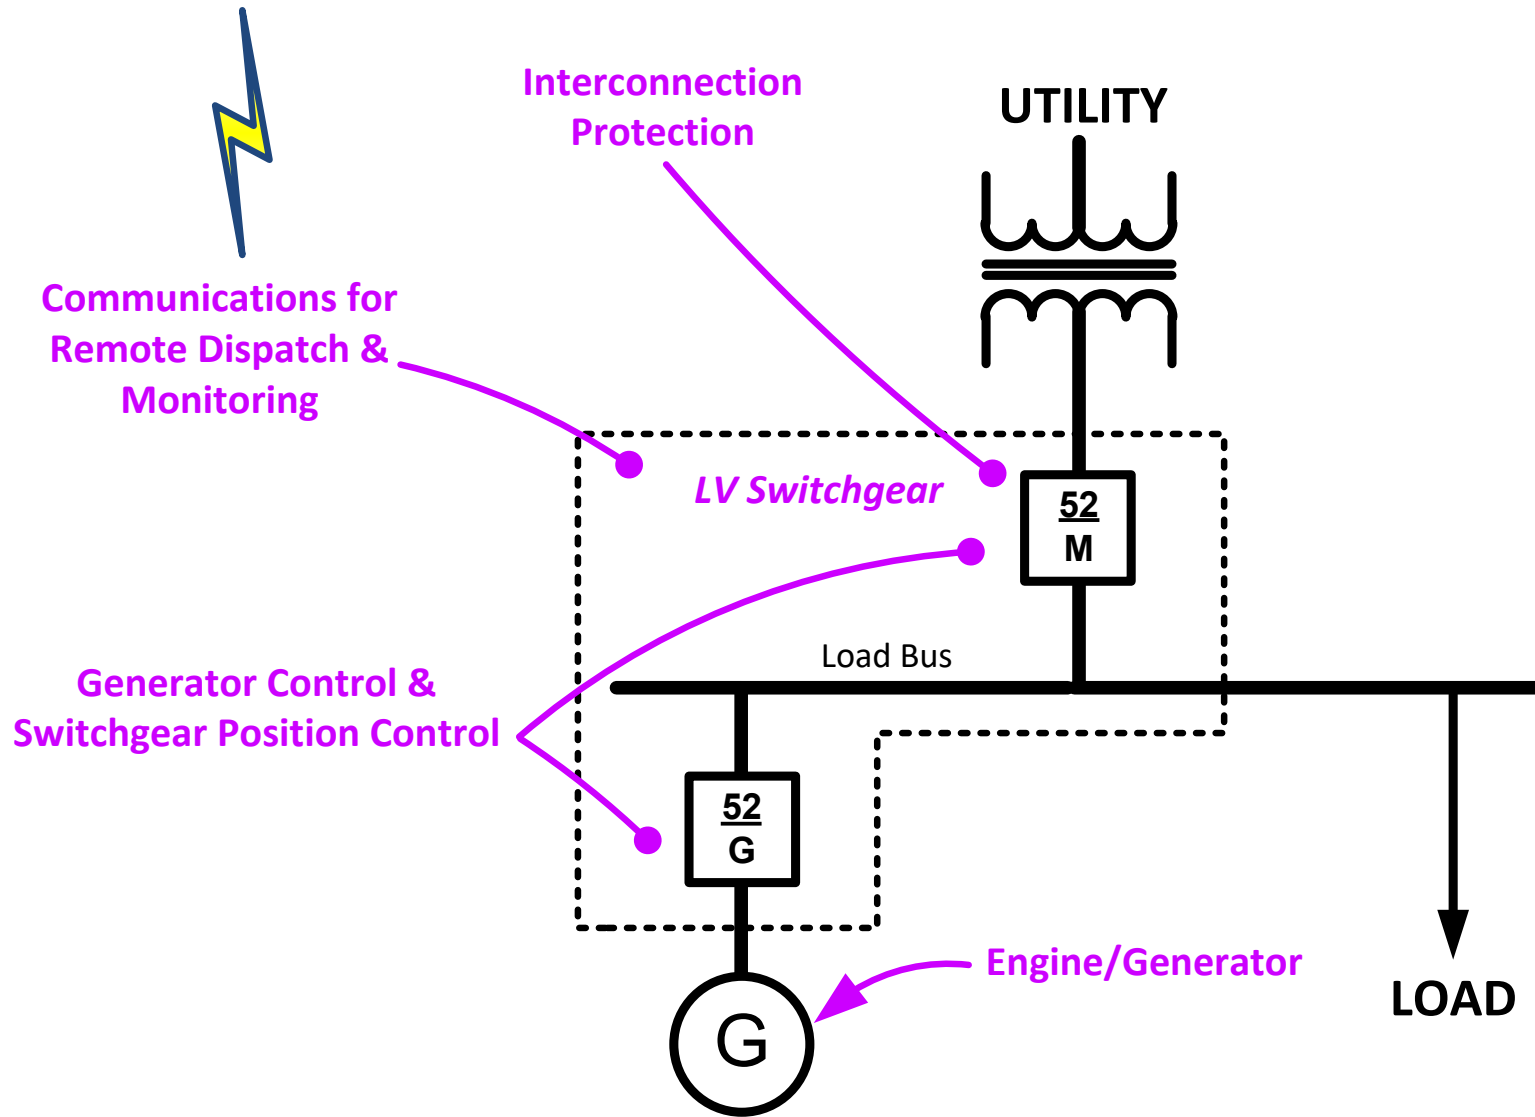 Interconnection
Protection
UTILITY
Communications for
Remote Dispatch &
Monitoring
LV Switchgear
52
M
Load Bus
Generator Control &
Switchgear Position Control
52
G
Engine/Generator
LOAD
G